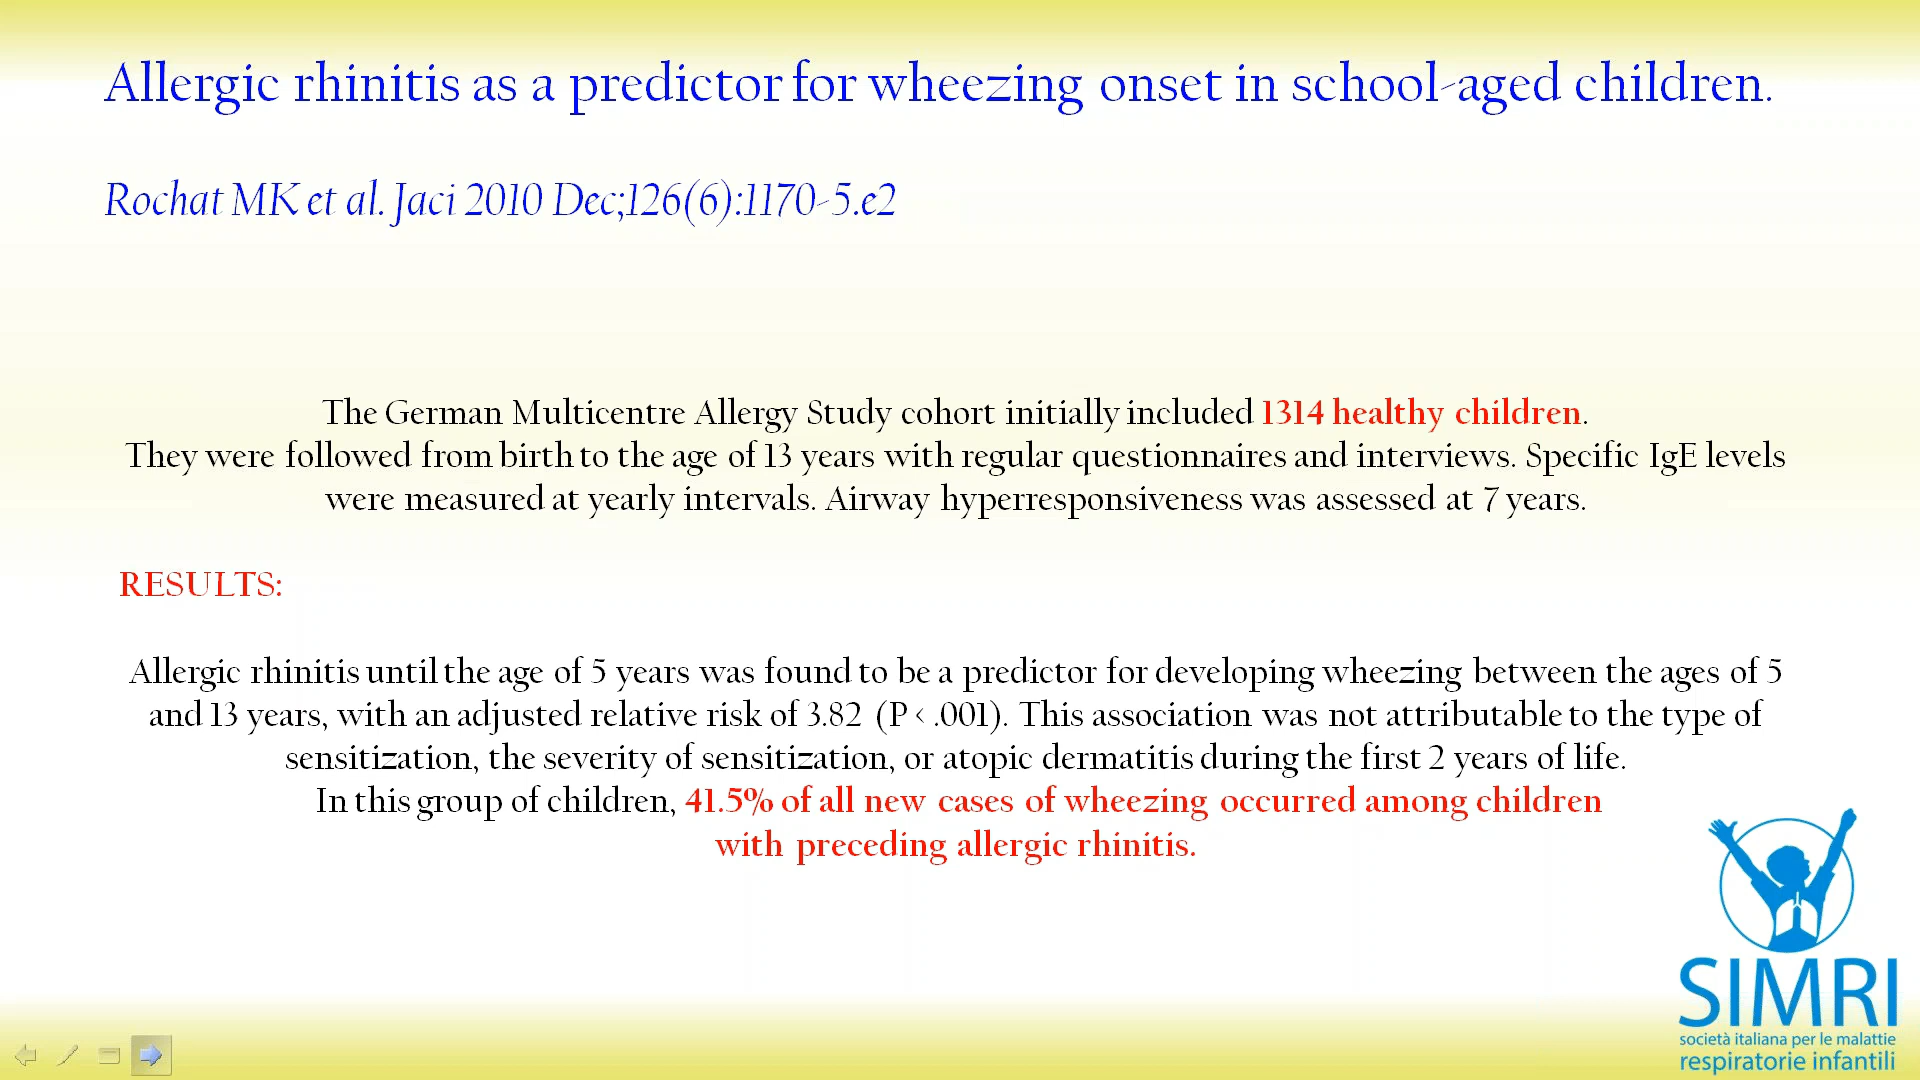 Allergic rhinitis as a predictor for wheezing onset in school-aged children.
Rochat MK et al. Jaci 2010 Dec;126(6):1170-5.e2
The German Multicentre Allergy Study cohort initially included 1314 healthy children.
They were followed from birth to the age of 13 years with regular questionnaires and interviews. Specific IgE levels
were measured at yearly intervals. Airway hyperresponsiveness was assessed at 7 years.
RESULTS:
Allergic rhinitis until the age of 5 years was found to be a predictor for developing wheezing between the ages of 5
and 13 years, with an adjusted relative risk of 3.82 (P < .001). This association was not attributable to the type of
sensitization, the severity of sensitization, or atopic dermatitis during the first 2 years of life.
In this group of children, 41.5% of all new cases of wheezing occurred among children
with preceding allergic rhinitis.
SIMRI
società italiana per le malattie
respiratorie infantili